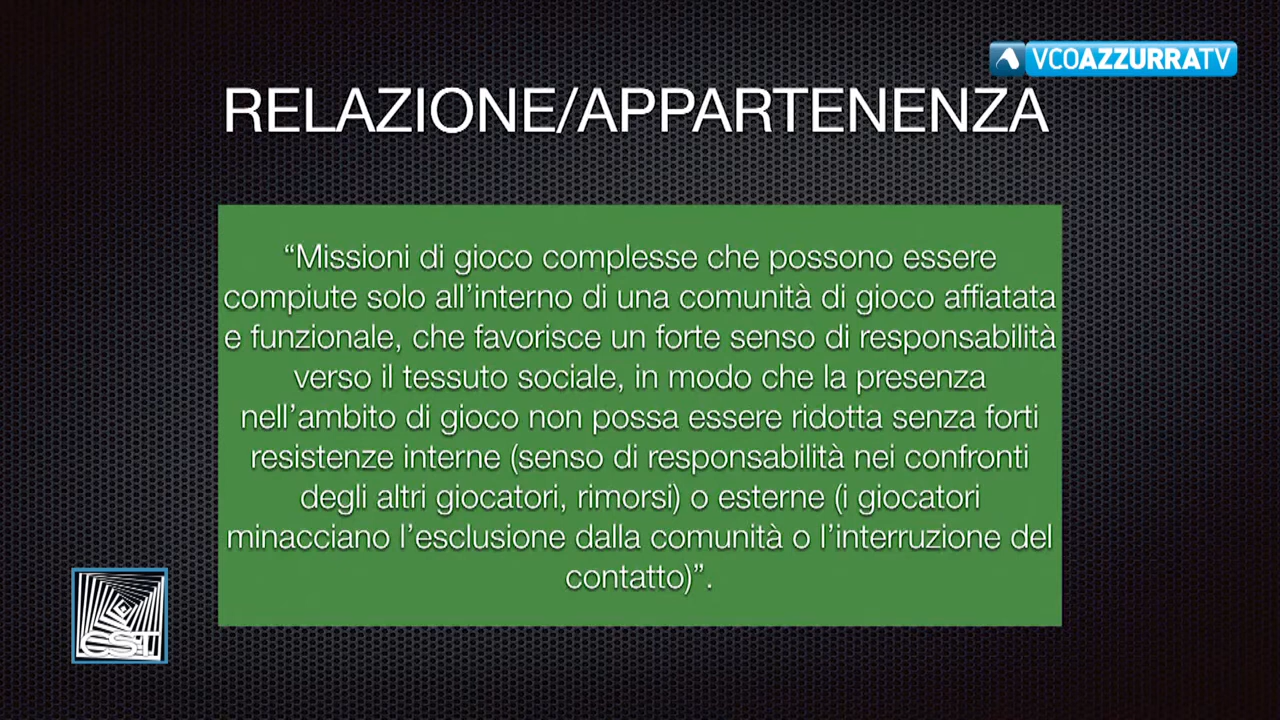 VCOAZZURRATV
RELAZIONE/APPARTENENZA
“Missioni di gioco complesse che possono essere
compiute solo all’interno di una comunità di gioco affiatata
e funzionale, che favorisce un forte senso di responsabilità
verso il tessuto sociale, in modo che la presenza
nell’ambito di gioco non possa essere ridotta senza forti
resistenze interne (senso di responsabilità nei confronti
degli altri giocatori, rimorsi) o esterne (i giocatori
minacciano l’esclusione dalla comunità o l’interruzione del
contatto)”.
CST